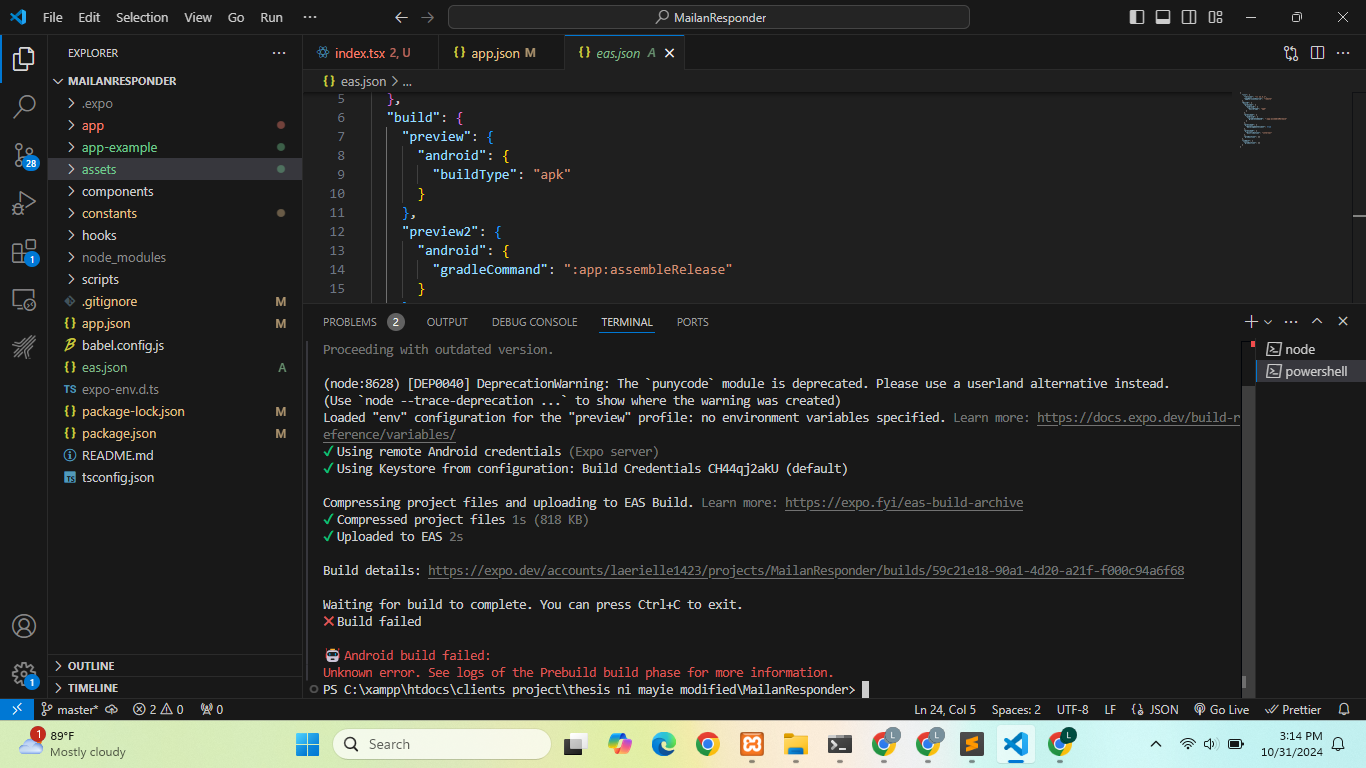 File Edit Selection View Go Run ··· MailanResponder
EXPLORER ···
MAILANRESPONDER
.expo
app
app-example
assets
components
constants
hooks
node_modules
scripts
.gitignore M
{} app.json M
babel.config.js
{} eas.json A
TS expo-env.d.ts
{} package-lock.json M
{} package.json M
README.md
tsconfig.json
OUTLINE
TIMELINE
28
1
1
index.tsx 2, U
{} app.json M
{} eas.json A
{} eas.json > ...
5 },
6 "build": {
7 "preview": {
8 "android": {
9 "buildType": "apk"
10 }
11 },
12 "preview2": {
13 "android": {
14 "gradleCommand": ":app:assembleRelease"
15 }
PROBLEMS 2 OUTPUT DEBUG CONSOLE TERMINAL PORTS
node
powershell
Proceeding with outdated version.
(node:8628) [DEP0040] DeprecationWarning: The `punycode` module is deprecated. Please use a userland alternative instead.
(Use `node --trace-deprecation ...` to show where the warning was created)
Loaded "env" configuration for the "preview" profile: no environment variables specified. Learn more: https://docs.expo.dev/build-r
eference/variables/
✓ Using remote Android credentials (Expo server)
✓ Using Keystore from configuration: Build Credentials CH44qj2akU (default)
Compressing project files and uploading to EAS Build. Learn more: https://expo.fyi/eas-build-archive
✓ Compressed project files 1s (818 KB)
✓ Uploaded to EAS 2s
Build details: https://expo.dev/accounts/laerielle1423/projects/MailanResponder/builds/59c21e18-90a1-4d20-a21f-f000c94a6f68
Waiting for build to complete. You can press Ctrl+C to exit.
Build failed
Android build failed:
Unknown error. See logs of the Prebuild build phase for more information.
PS C:\xampp\htdocs\clients project\thesis ni mayie modified\MailanResponder>
master* 2 0 0 Ln 24, Col 5 Spaces: 2 UTF-8 LF {} JSON Go Live Prettier
1 89°F
Mostly cloudy
Search
L L L
3:14 PM
10/31/2024